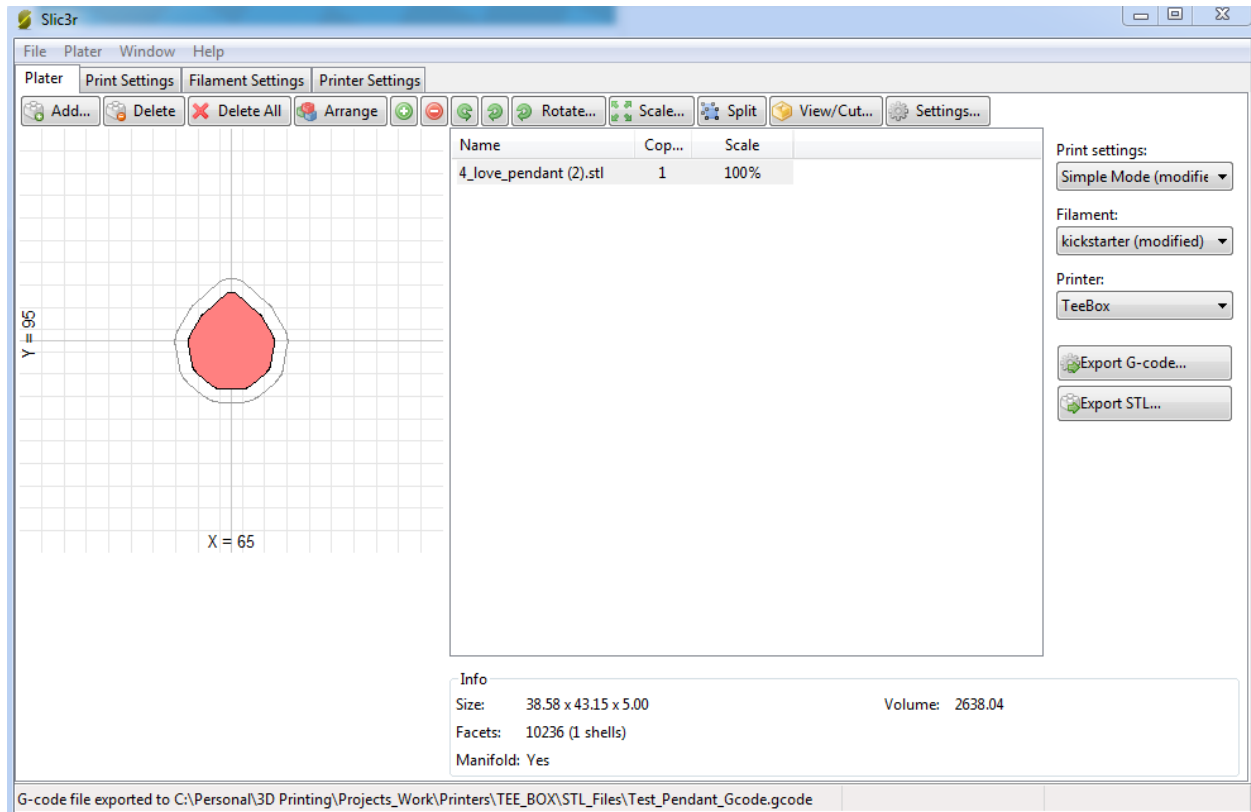 Slic3r
File Plater Window Help
Plater Print Settings Filament Settings Printer Settings
Add... Delete Delete All Arrange Rotate... Scale... Split View/Cut... Settings...
Name Cop... Scale
4_love_pendant (2).stl 1 100%
Print settings:
Simple Mode (modifie
Filament:
kickstarter (modified)
Printer:
TeeBox
Export G-code...
Export STL...
Y = 95
X = 65
Info
Size: 38.58 x 43.15 x 5.00 Volume: 2638.04
Facets: 10236 (1 shells)
Manifold: Yes
G-code file exported to C:\Personal\3D Printing\Projects_Work\Printers\TEE_BOX\STL_Files\Test_Pendant_Gcode.gcode